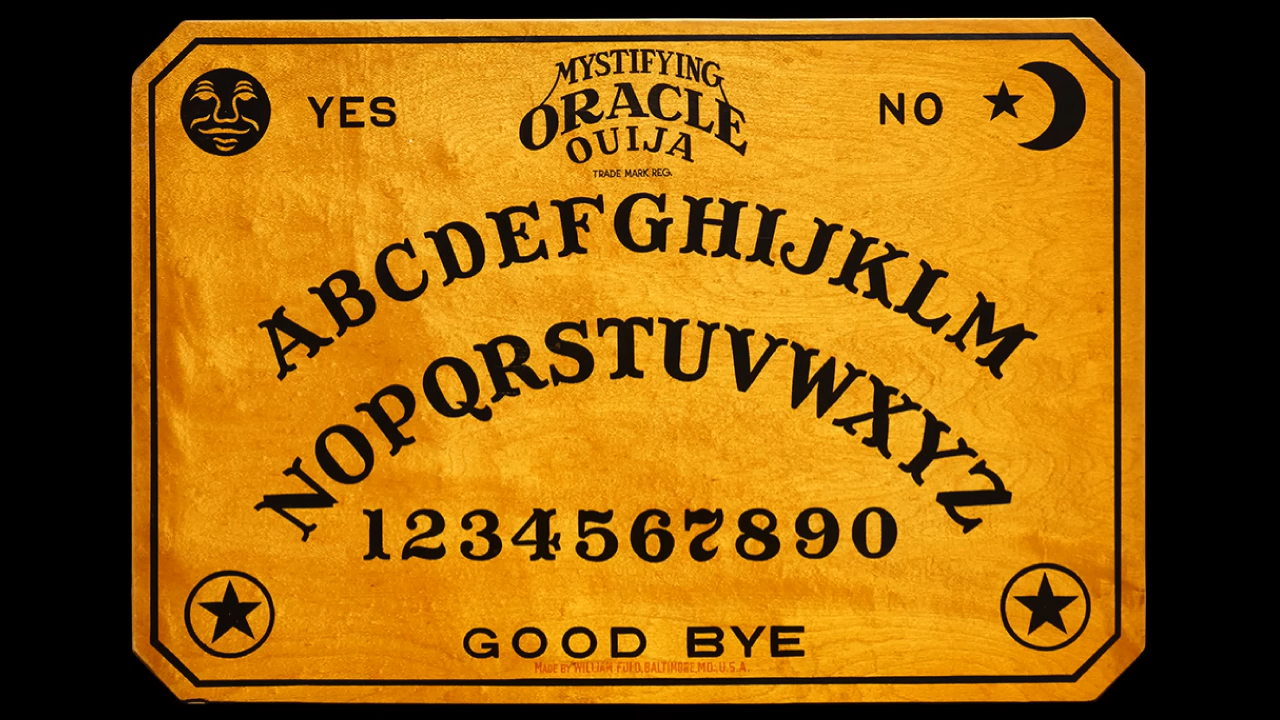 MYSTIFYING
ORACLE
OUIJA
TRADE MARK REG.
YES
NO
ABCDEFGHIJKLM
NOPQRSTUVWXYZ
1234567890
GOOD BYE
MADE BY WILLIAM FULD, BALTIMORE, MD., U.S.A.